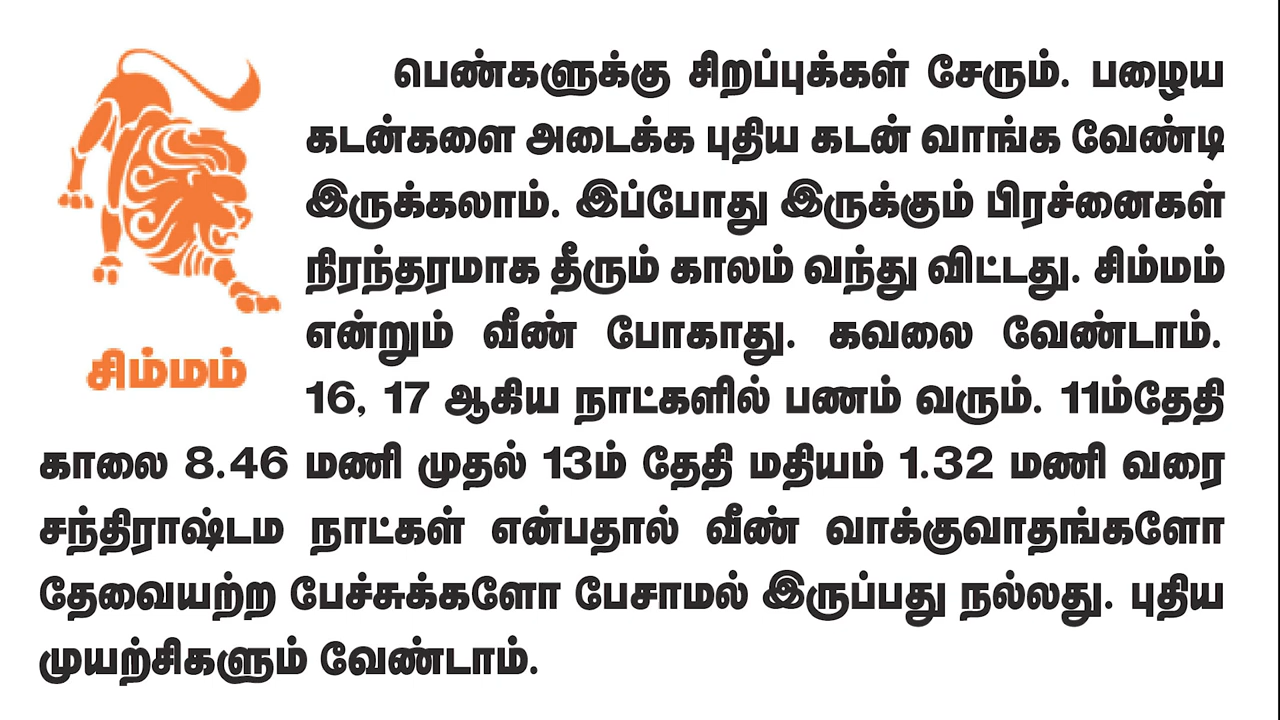 பெண்களுக்கு சிறப்புக்கள் சேரும். பழைய
கடன்களை அடைக்க புதிய கடன் வாங்க வேண்டி
இருக்கலாம். இப்போது இருக்கும் பிரச்னைகள்
நிரந்தரமாக தீரும் காலம் வந்து விட்டது. சிம்மம்
என்றும் வீண் போகாது. கவலை வேண்டாம்.
சிம்மம்
16, 17 ஆகிய நாட்களில் பணம் வரும். 11ம்தேதி
காலை 8.46 மணி முதல் 13ம் தேதி மதியம் 1.32 மணி வரை
சந்திராஷ்டம நாட்கள் என்பதால் வீண் வாக்குவாதங்களோ
தேவையற்ற பேச்சுக்களோ பேசாமல் இருப்பது நல்லது. புதிய
முயற்சிகளும் வேண்டாம்.